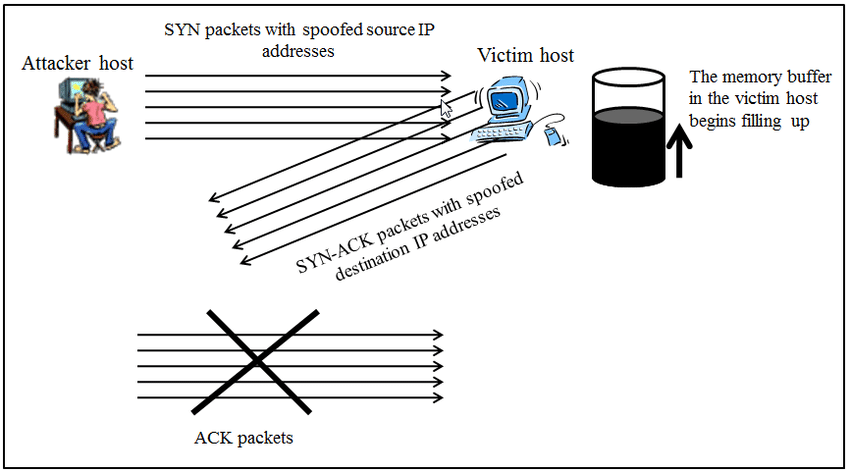 SYN packets with spoofed source IP
addresses
Attacker host
Victim host
The memory buffer
in the victim host
begins filling up
SYN-ACK packets with spoofed
destination IP addresses
ACK packets